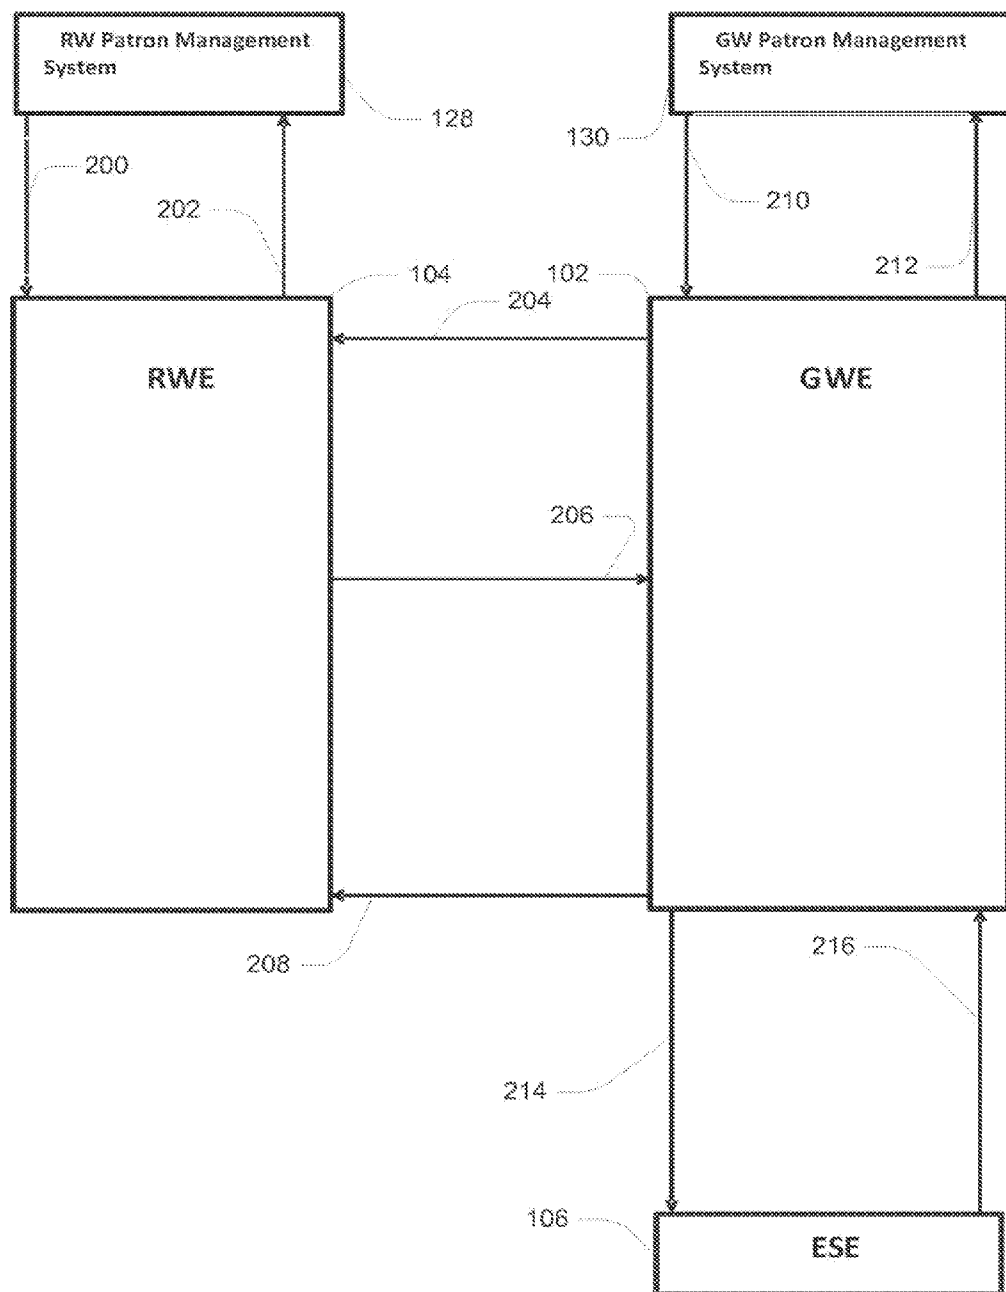 RW Patron Management
System
GW Patron Management
System
128
130
200
202
210
212
104
102
204
RWE
GWE
206
208
216
214
106
ESE